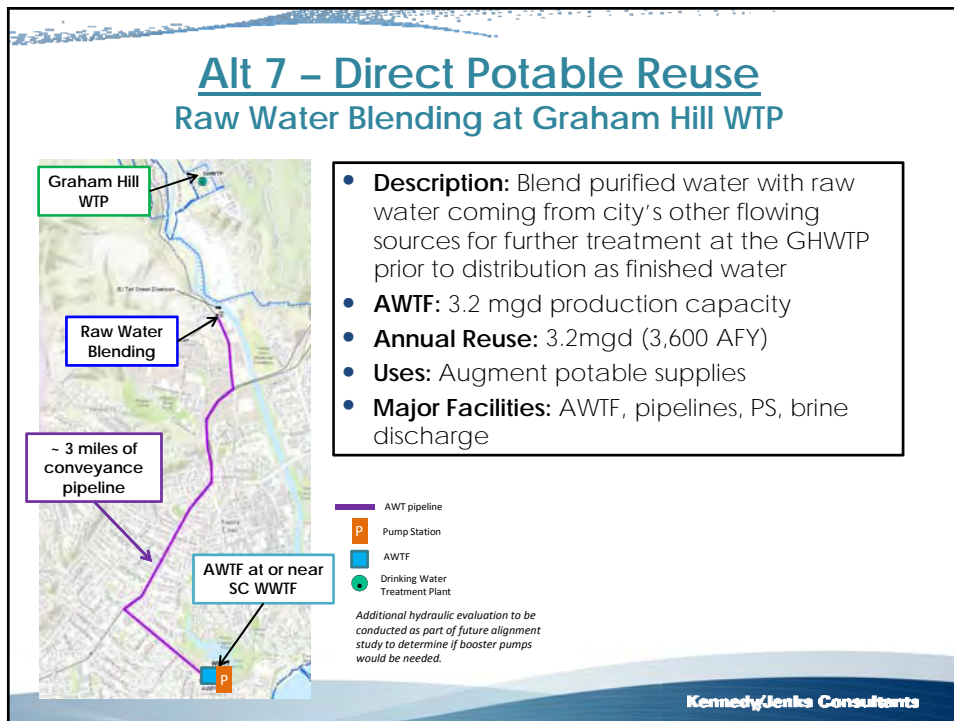 Alt 7 – Direct Potable Reuse
Raw Water Blending at Graham Hill WTP
Graham Hill
WTP
GHWTP
Raw Water
Blending
~ 3 miles of
conveyance
pipeline
Santa
Cruz
AWTF at or near
SC WWTF
P
• Description: Blend purified water with raw
water coming from city's other flowing
sources for further treatment at the GHWTP
prior to distribution as finished water
• AWTF: 3.2 mgd production capacity
• Annual Reuse: 3.2mgd (3,600 AFY)
• Uses: Augment potable supplies
• Major Facilities: AWTF, pipelines, PS, brine
discharge
AWT pipeline
P Pump Station
AWTF
Drinking Water
Treatment Plant
Additional hydraulic evaluation to be
conducted as part of future alignment
study to determine if booster pumps
would be needed.
Kennedy/Jenks Consultants